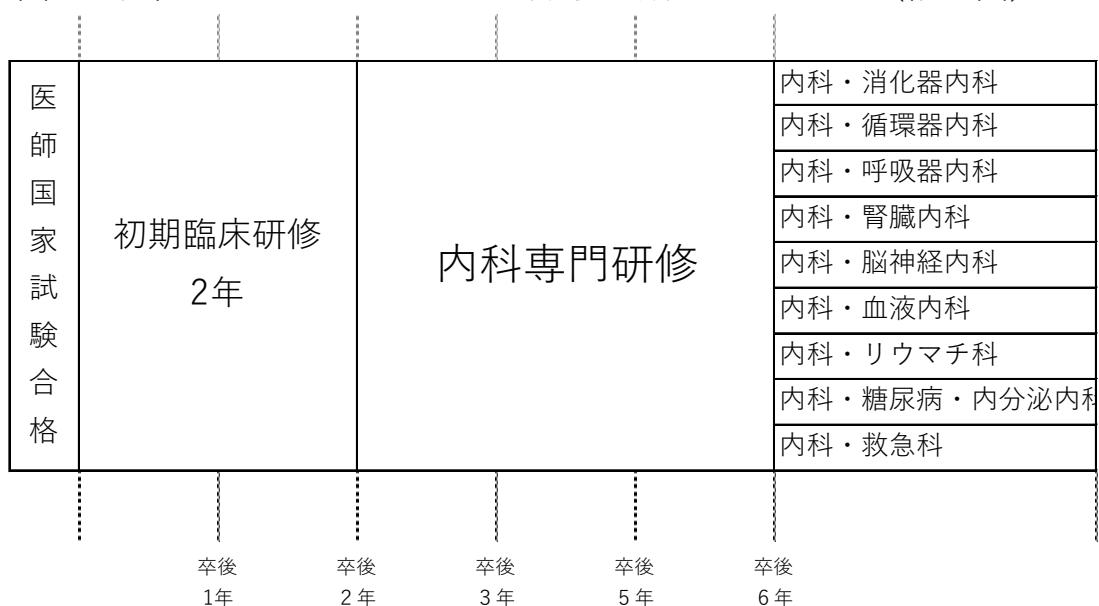 医師国家試験合格
初期臨床研修
2年
内科専門研修
内科・消化器内科
内科・循環器内科
内科・呼吸器内科
内科・腎臓内科
内科・脳神経内科
内科・血液内科
内科・リウマチ科
内科・糖尿病・内分泌内科
内科・救急科
卒後
1年
卒後
2年
卒後
3年
卒後
5年
卒後
6年